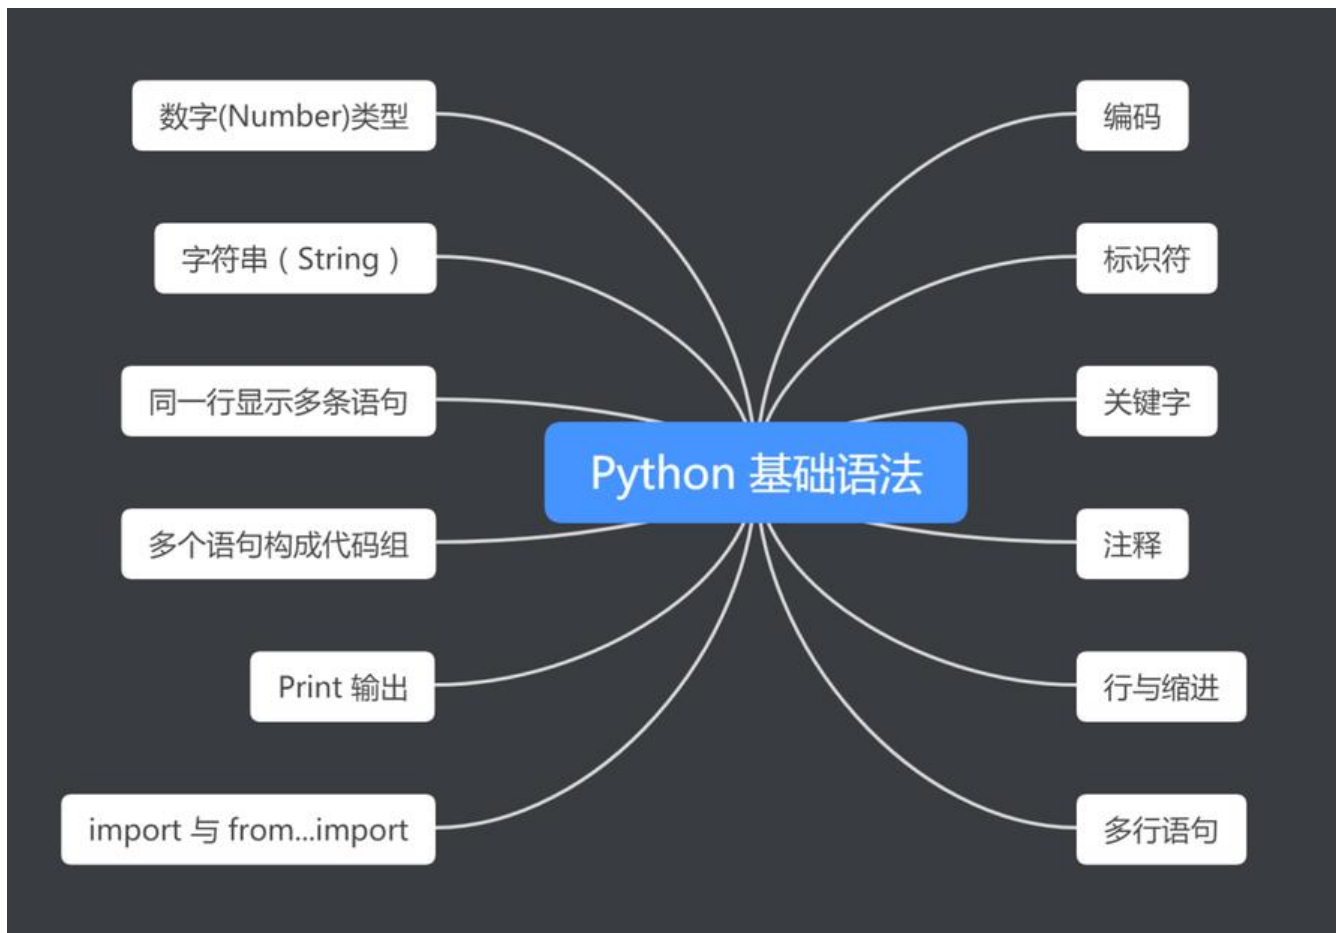 数字(Number)类型
字符串（String）
同一行显示多条语句
多个语句构成代码组
Print 输出
import 与 from...import
Python 基础语法
编码
标识符
关键字
注释
行与缩进
多行语句